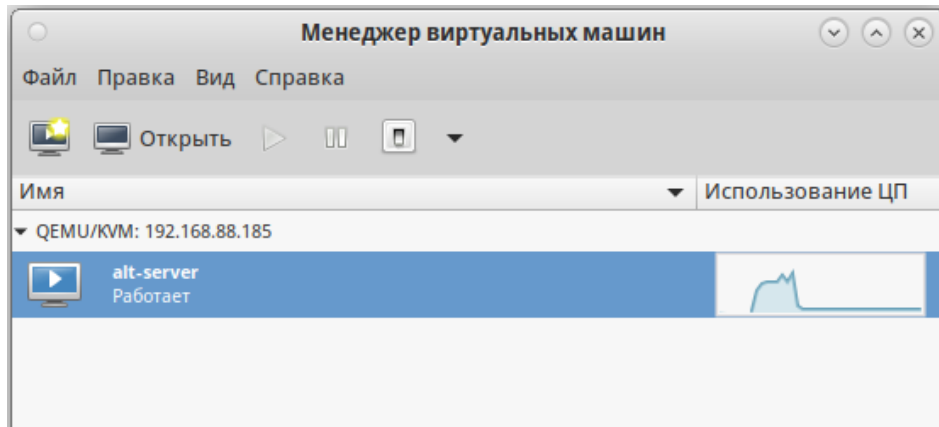 Менеджер виртуальных машин
Файл Правка Вид Справка
Открыть
Имя Использование ЦП
QEMU/KVM: 192.168.88.185
alt-server
Работает